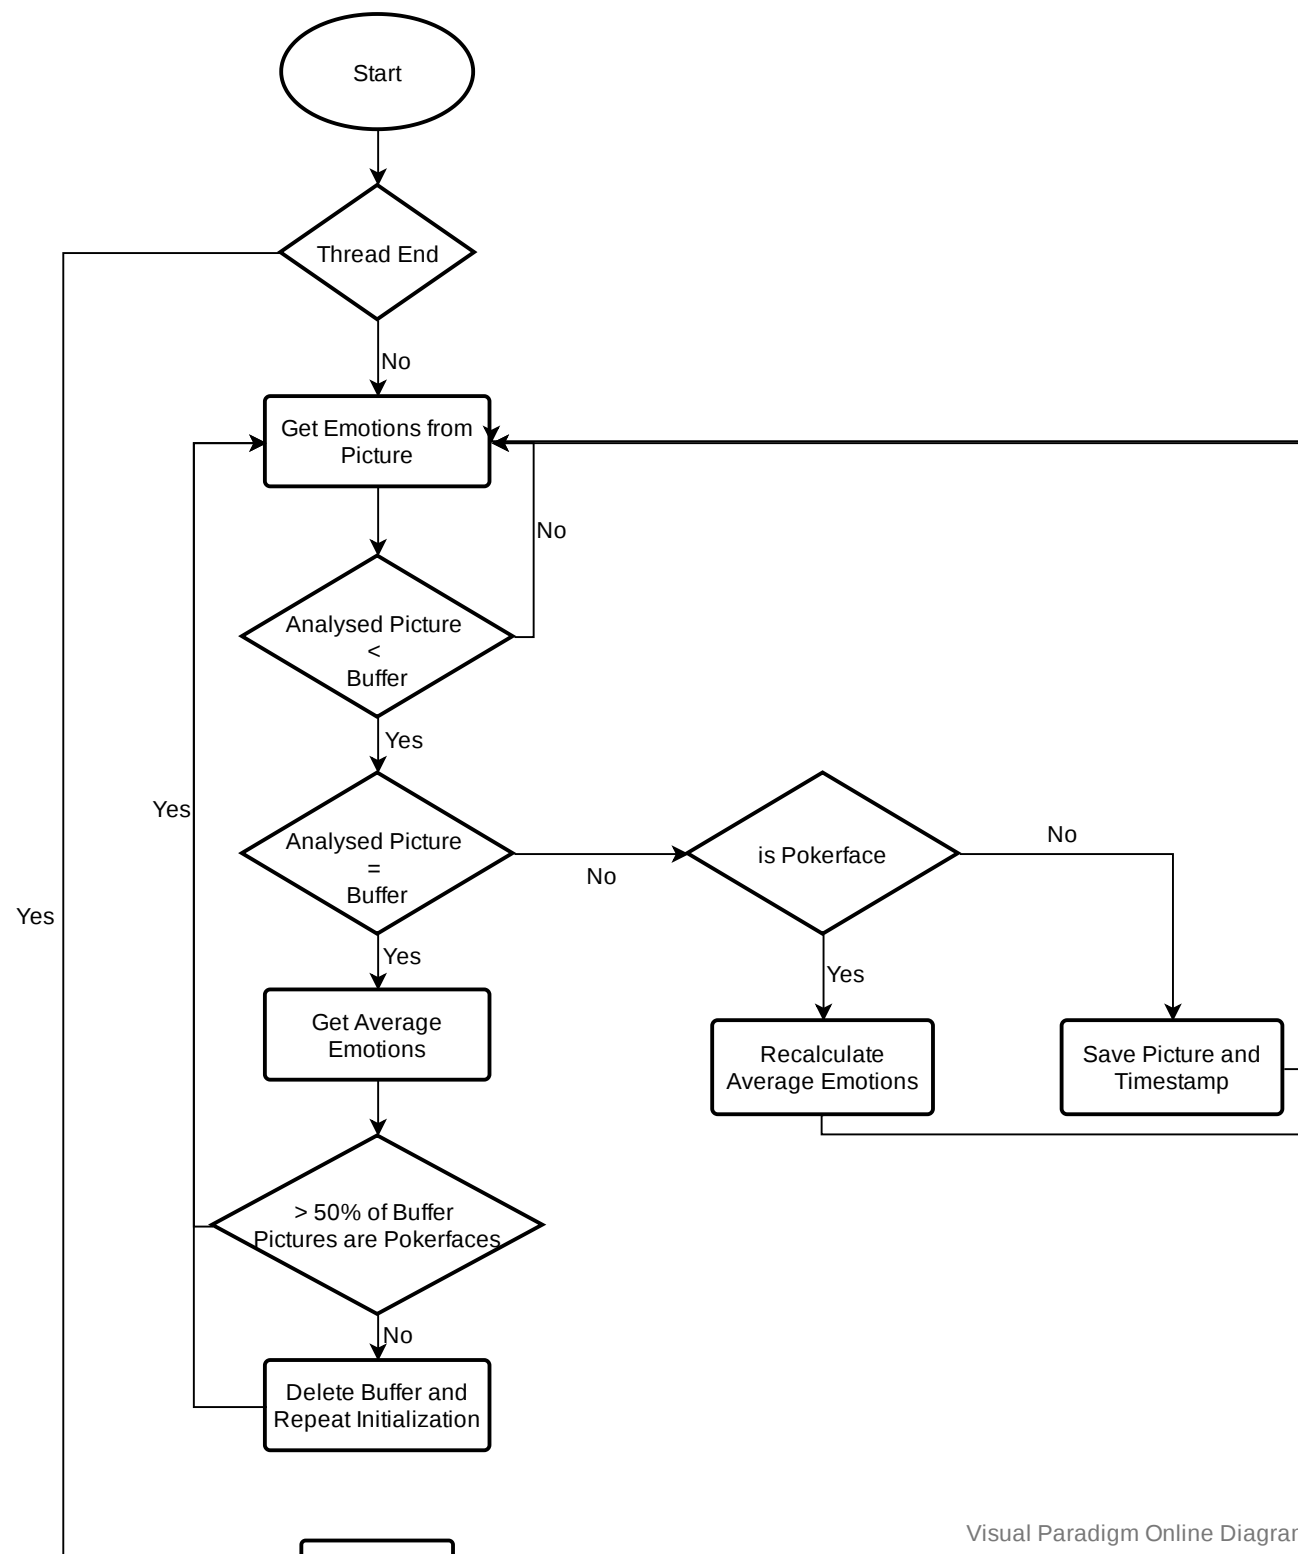 Start
Thread End
No
Get Emotions from
Picture
No
Analysed Picture
<
Buffer
Yes
Yes
Analysed Picture
=
Buffer
No
is Pokerface
No
Yes
Yes
Yes
Get Average
Emotions
Recalculate
Average Emotions
Save Picture and
Timestamp
> 50% of Buffer
Pictures are Pokerfaces
No
Delete Buffer and
Repeat Initialization
Visual Paradigm Online Diagram